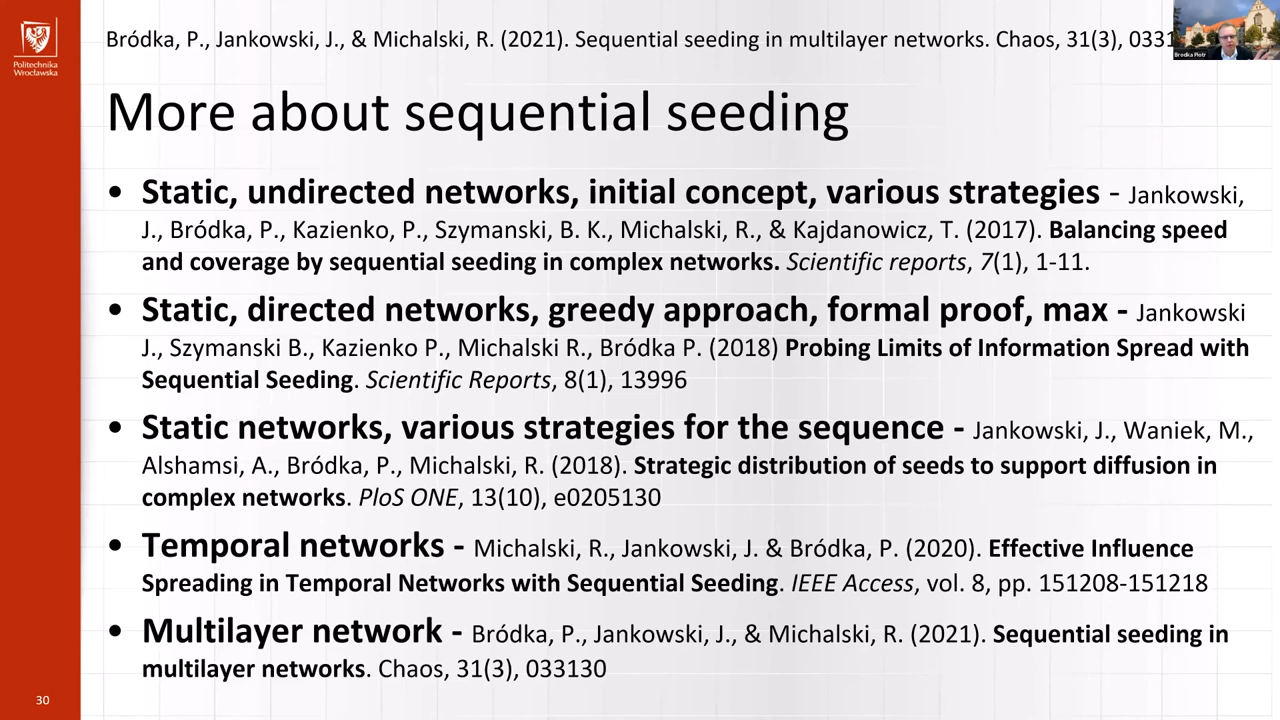 Politechnika
Wrocławska
Bródka, P., Jankowski, J., & Michalski, R. (2021). Sequential seeding in multilayer networks. Chaos, 31(3), 0331
Brodka Piotr
More about sequential seeding
• Static, undirected networks, initial concept, various strategies - Jankowski,
J., Bródka, P., Kazienko, P., Szymanski, B. K., Michalski, R., & Kajdanowicz, T. (2017). Balancing speed
and coverage by sequential seeding in complex networks. Scientific reports, 7(1), 1-11.
• Static, directed networks, greedy approach, formal proof, max - Jankowski
J., Szymanski B., Kazienko P., Michalski R., Bródka P. (2018) Probing Limits of Information Spread with
Sequential Seeding. Scientific Reports, 8(1), 13996
• Static networks, various strategies for the sequence - Jankowski, J., Waniek, M.,
Alshamsi, A., Bródka, P., Michalski, R. (2018). Strategic distribution of seeds to support diffusion in
complex networks. PloS ONE, 13(10), e0205130
• Temporal networks - Michalski, R., Jankowski, J. & Bródka, P. (2020). Effective Influence
Spreading in Temporal Networks with Sequential Seeding. IEEE Access, vol. 8, pp. 151208-151218
• Multilayer network - Bródka, P., Jankowski, J., & Michalski, R. (2021). Sequential seeding in
multilayer networks. Chaos, 31(3), 033130
30